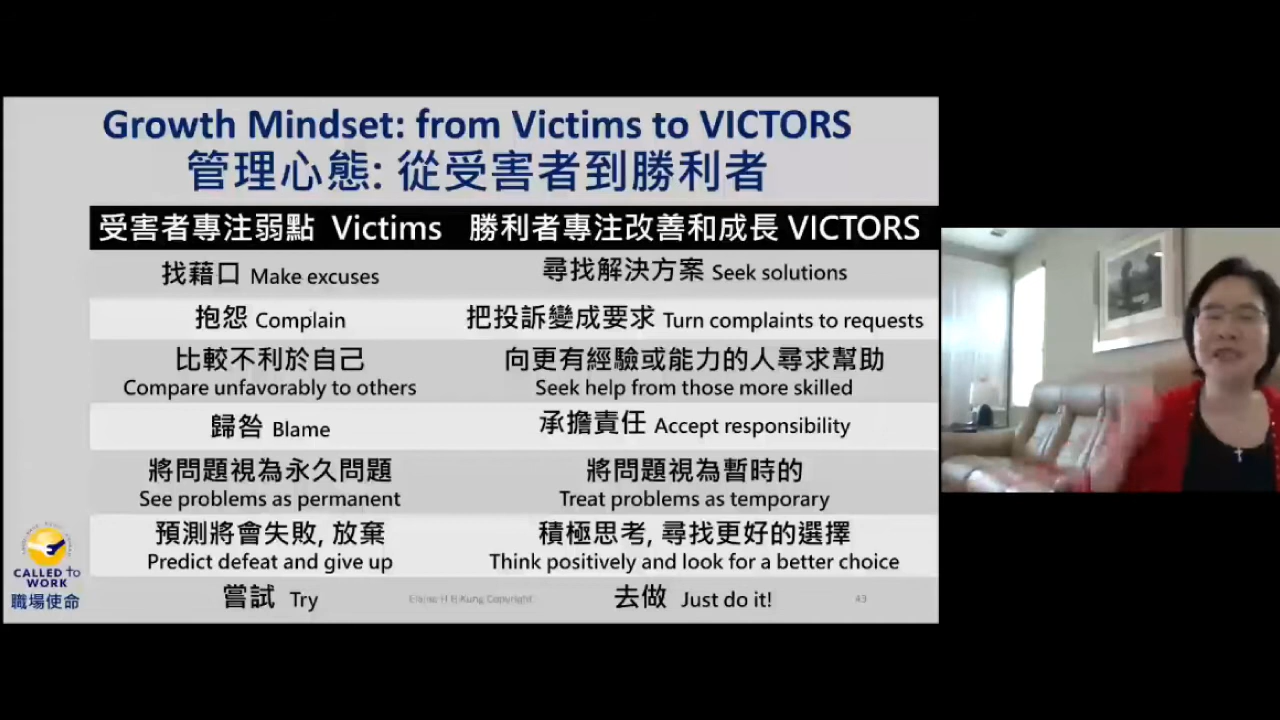 Growth Mindset: from Victims to VICTORS
管理心態: 從受害者到勝利者
受害者專注弱點 Victims 勝利者專注改善和成長 VICTORS
找藉口 Make excuses 尋找解決方案 Seek solutions
抱怨 Complain 把投訴變成要求 Turn complaints to requests
比較不利於自己 向更有經驗或能力的人尋求幫助
Compare unfavorably to others Seek help from those more skilled
歸咎 Blame 承擔責任 Accept responsibility
將問題視為永久問題 將問題視為暫時的
See problems as permanent Treat problems as temporary
預測將會失敗, 放棄 積極思考, 尋找更好的選擇
Predict defeat and give up Think positively and look for a better choice
嘗試 Try 去做 Just do it!
Kung Copyright 43
CALLED to
WORK
職場使命